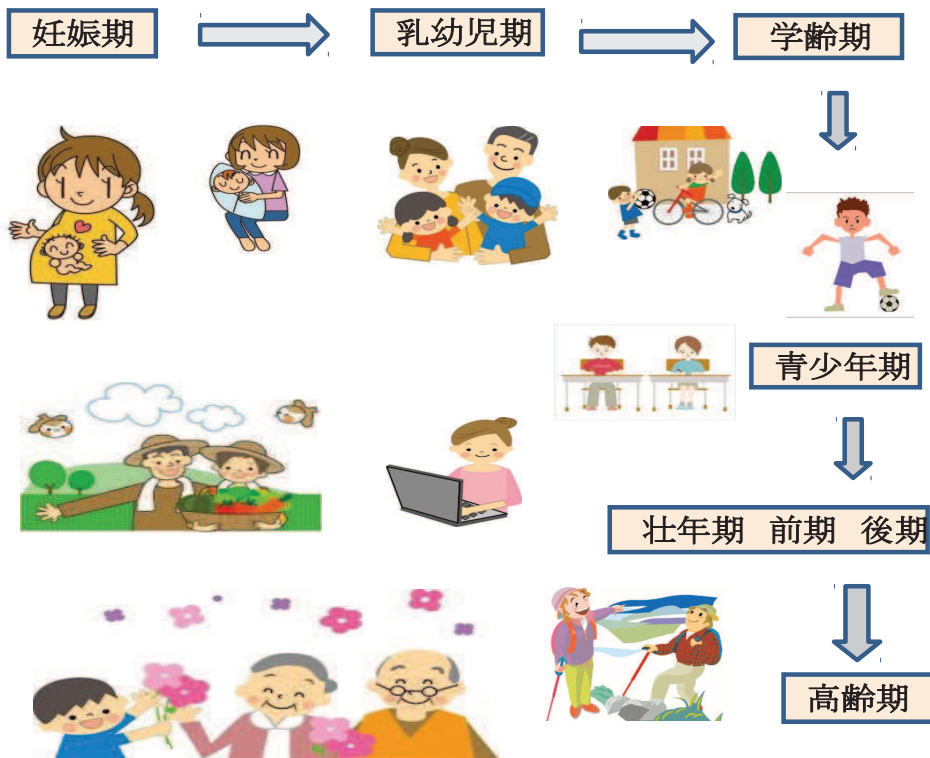 妊娠期
乳幼児期
学齢期
青少年期
壮年期 前期 後期
高齢期